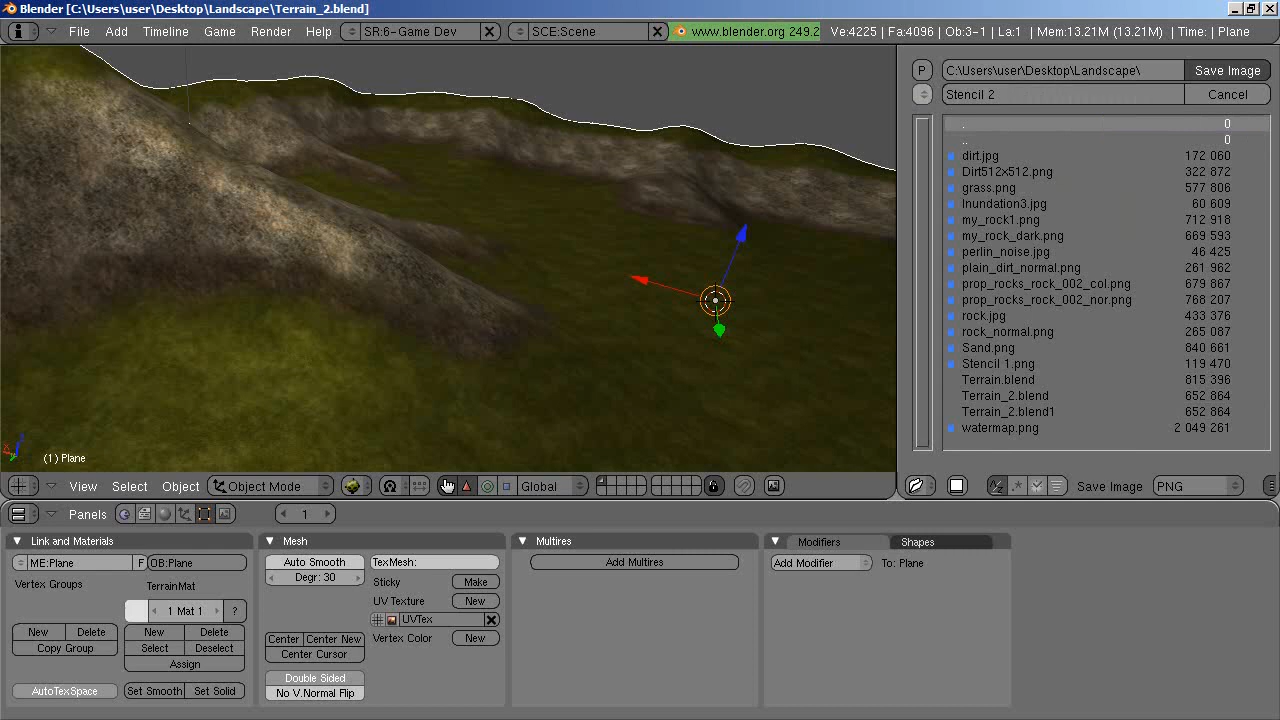 Blender [C:\Users\user\Desktop\Landscape\Terrain_2.blend]
File Add Timeline Game Render Help SR:6-Game Dev SCE:Scene www.blender.org 249.2 Ve:4225 | Fa:4096 | Ob:3-1 | La:1 | Mem:13.21M (13.21M) | Time: | Plane
P C:\Users\user\Desktop\Landscape\ Save Image
Stencil 2 Cancel
. 0
.. 0
dirt.jpg 172 060
Dirt512x512.png 322 872
grass.png 577 806
Inundation3.jpg 60 609
my_rock1.png 712 918
my_rock_dark.png 669 593
perlin_noise.jpg 46 425
plain_dirt_normal.png 261 962
prop_rocks_rock_002_col.png 679 867
prop_rocks_rock_002_nor.png 768 207
rock.jpg 433 376
rock_normal.png 265 087
Sand.png 840 661
Stencil 1.png 119 470
Terrain.blend 815 396
Terrain_2.blend 652 864
Terrain_2.blend1 652 864
watermap.png 2 049 261
(1) Plane
View Select Object Object Mode Global
Save Image PNG
Panels 1
Link and Materials
ME:Plane F OB:Plane
Vertex Groups TerrainMat
1 Mat 1 ?
New Delete New Delete
Copy Group Select Deselect
Assign
AutoTexSpace Set Smooth Set Solid
Mesh
Auto Smooth TexMesh:
Degr: 30 Sticky Make
UV Texture New
UVTex
Center Center New Vertex Color New
Center Cursor
Double Sided
No V.Normal Flip
Multires
Add Multires
Modifiers Shapes
Add Modifier To: Plane